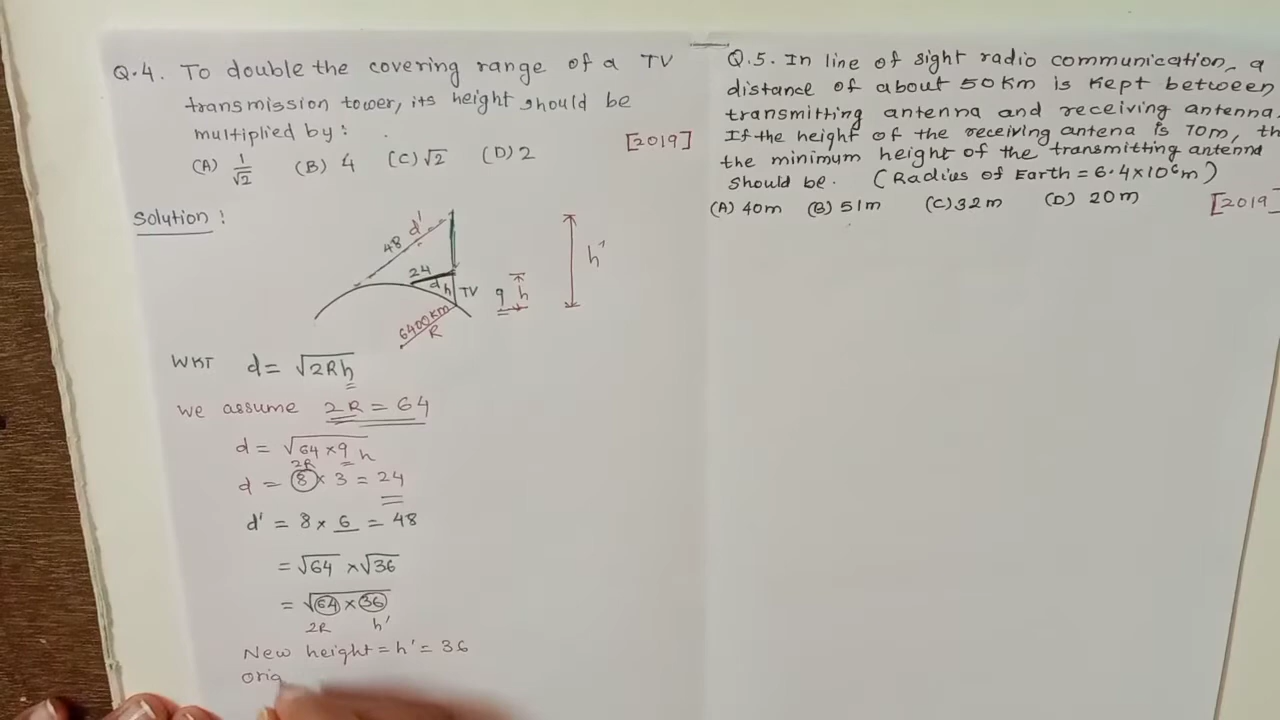 Q.4. To double the covering range of a TV
transmission tower, its height should be
multiplied by:
[2019]
(A) 1/√2 (B) 4 (C) √2 (D) 2
Solution:
48 d'
24
d h TV
9 h
h'
6400km
R
WKT d = √2Rh
we assume 2R = 64
d = √64 × 9 h
2R
d = 8 × 3 = 24
d' = 8 × 6 = 48
= √64 × √36
= √64 × 36
2R h'
New height = h' = 36
orig
Q.5. In line of sight radio communication, a
distance of about 50 Km is kept between
transmitting antenna and receiving antenna.
If the height of the receiving antena is 70m, th
the minimum height of the transmitting antenna
should be. (Radius of Earth = 6.4×10⁶m)
(A) 40m (B) 51m (C) 32m (D) 20m [2019]